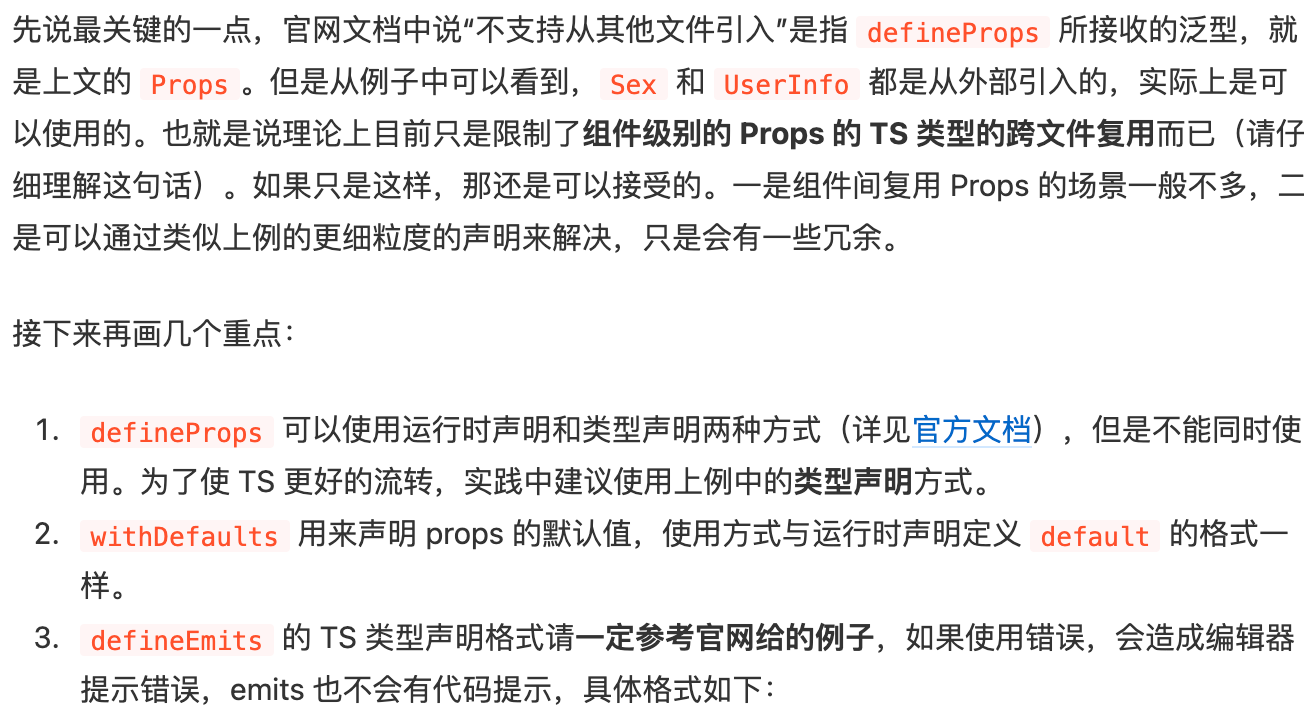 先说最关键的一点，官网文档中说“不支持从其他文件引入”是指 defineProps 所接收的泛型，就
是上文的 Props 。但是从例子中可以看到， Sex 和 UserInfo 都是从外部引入的，实际上是可
以使用的。也就是说理论上目前只是限制了组件级别的 Props 的 TS 类型的跨文件复用而已（请仔
细理解这句话）。如果只是这样，那还是可以接受的。一是组件间复用 Props 的场景一般不多，二
是可以通过类似上例的更细粒度的声明来解决，只是会有一些冗余。
接下来再画几个重点：
1. defineProps 可以使用运行时声明和类型声明两种方式（详见官方文档），但是不能同时使
用。为了使 TS 更好的流转，实践中建议使用上例中的类型声明方式。
2. withDefaults 用来声明 props 的默认值，使用方式与运行时声明定义 default 的格式一
样。
3. defineEmits 的 TS 类型声明格式请一定参考官网给的例子，如果使用错误，会造成编辑器
提示错误，emits 也不会有代码提示，具体格式如下：